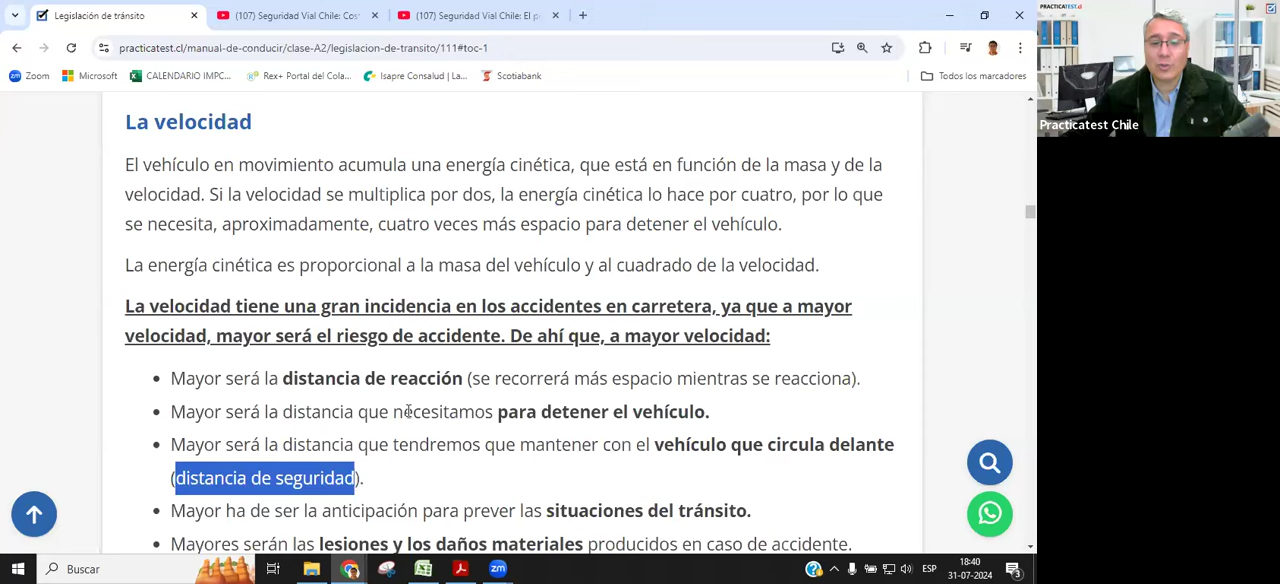 Legislación de tránsito
(107) Seguridad Vial Chile
(107) Seguridad Vial Chile: El p
practicatest.cl/manual-de-conducir/clase-A2/legislacion-de-transito/111#toc-1
Zoom
Microsoft
CALENDARIO IMPC...
Rex+ Portal del Col
Isapre Consalud | La...
Scotiabank
Todos los marcadores
PRACTICATEST.cl
Practicatest Chile
La velocidad
El vehículo en movimiento acumula una energía cinética, que está en función de la masa y de la
velocidad. Si la velocidad se multiplica por dos, la energía cinética lo hace por cuatro, por lo que
se necesita, aproximadamente, cuatro veces más espacio para detener el vehículo.
La energía cinética es proporcional a la masa del vehículo y al cuadrado de la velocidad.
La velocidad tiene una gran incidencia en los accidentes en carretera, ya que a mayor
velocidad, mayor será el riesgo de accidente. De ahí que, a mayor velocidad:
Mayor será la distancia de reacción (se recorrerá más espacio mientras se reacciona).
Mayor será la distancia que necesitamos para detener el vehículo.
Mayor será la distancia que tendremos que mantener con el vehículo que circula delante
(distancia de seguridad).
Mayor ha de ser la anticipación para prever las situaciones del tránsito.
Mayores serán las lesiones y los daños materiales producidos en caso de accidente.
Buscar
ESP
18:40
31-07-2024
3